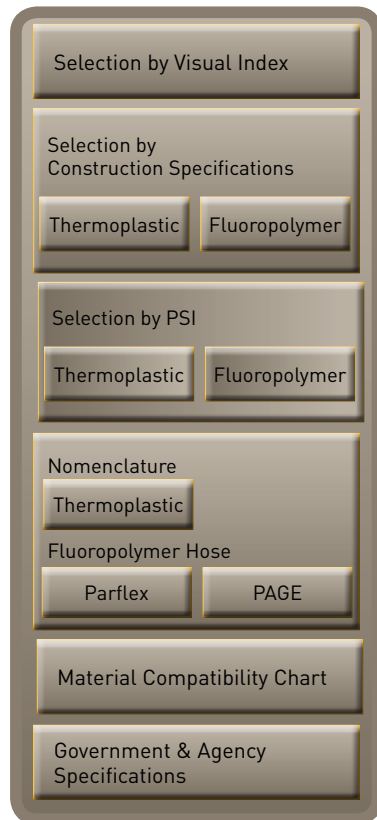 Selection by Visual Index
Selection by
Construction Specifications
Thermoplastic
Fluoropolymer
Selection by PSI
Thermoplastic
Fluoropolymer
Nomenclature
Thermoplastic
Fluoropolymer Hose
Parflex
PAGE
Material Compatibility Chart
Government & Agency
Specifications